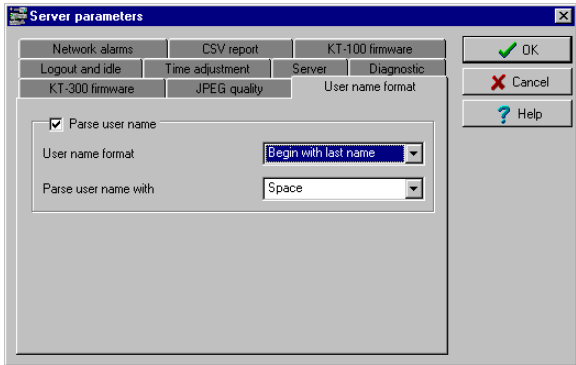 Server parameters
Network alarms CSV report KT-100 firmware
Logout and idle Time adjustment Server Diagnostic
KT-300 firmware JPEG quality User name format
Parse user name
User name format Begin with last name
Parse user name with Space
OK
Cancel
? Help